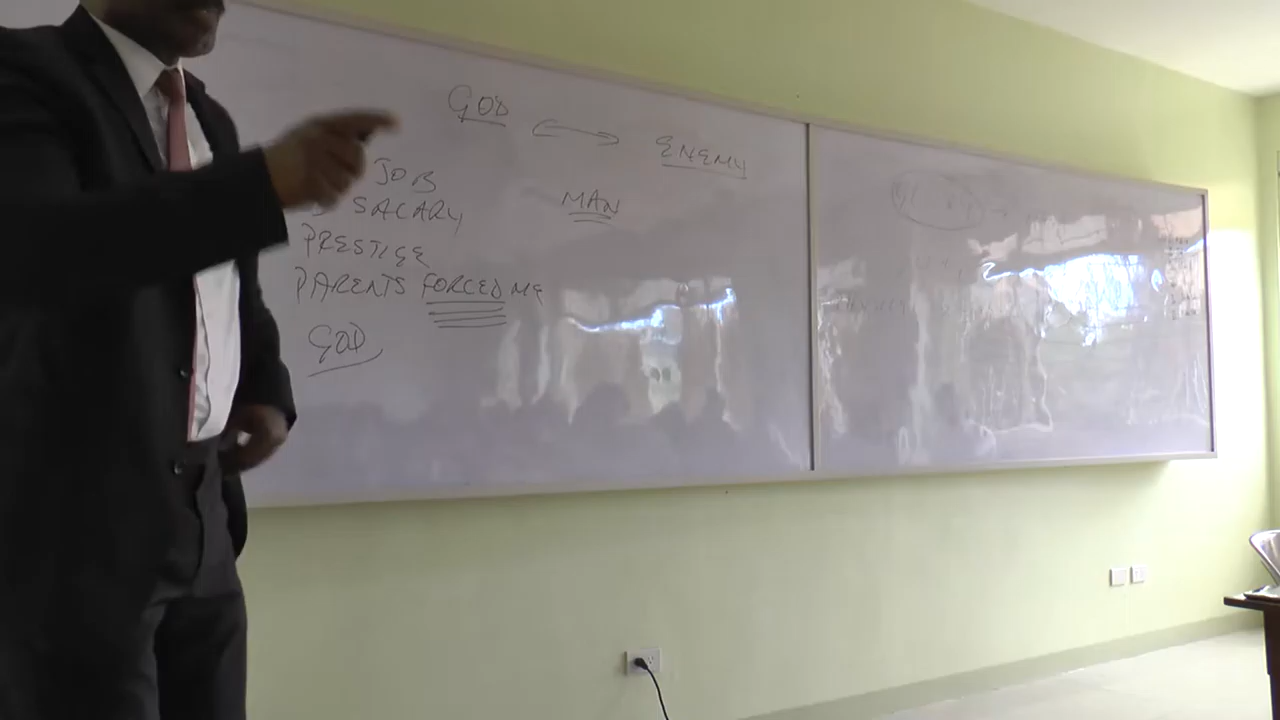 GOD
ENEMY
MAN
JOB
SALARY
PRESTIGE
PARENTS FORCED ME
GOD